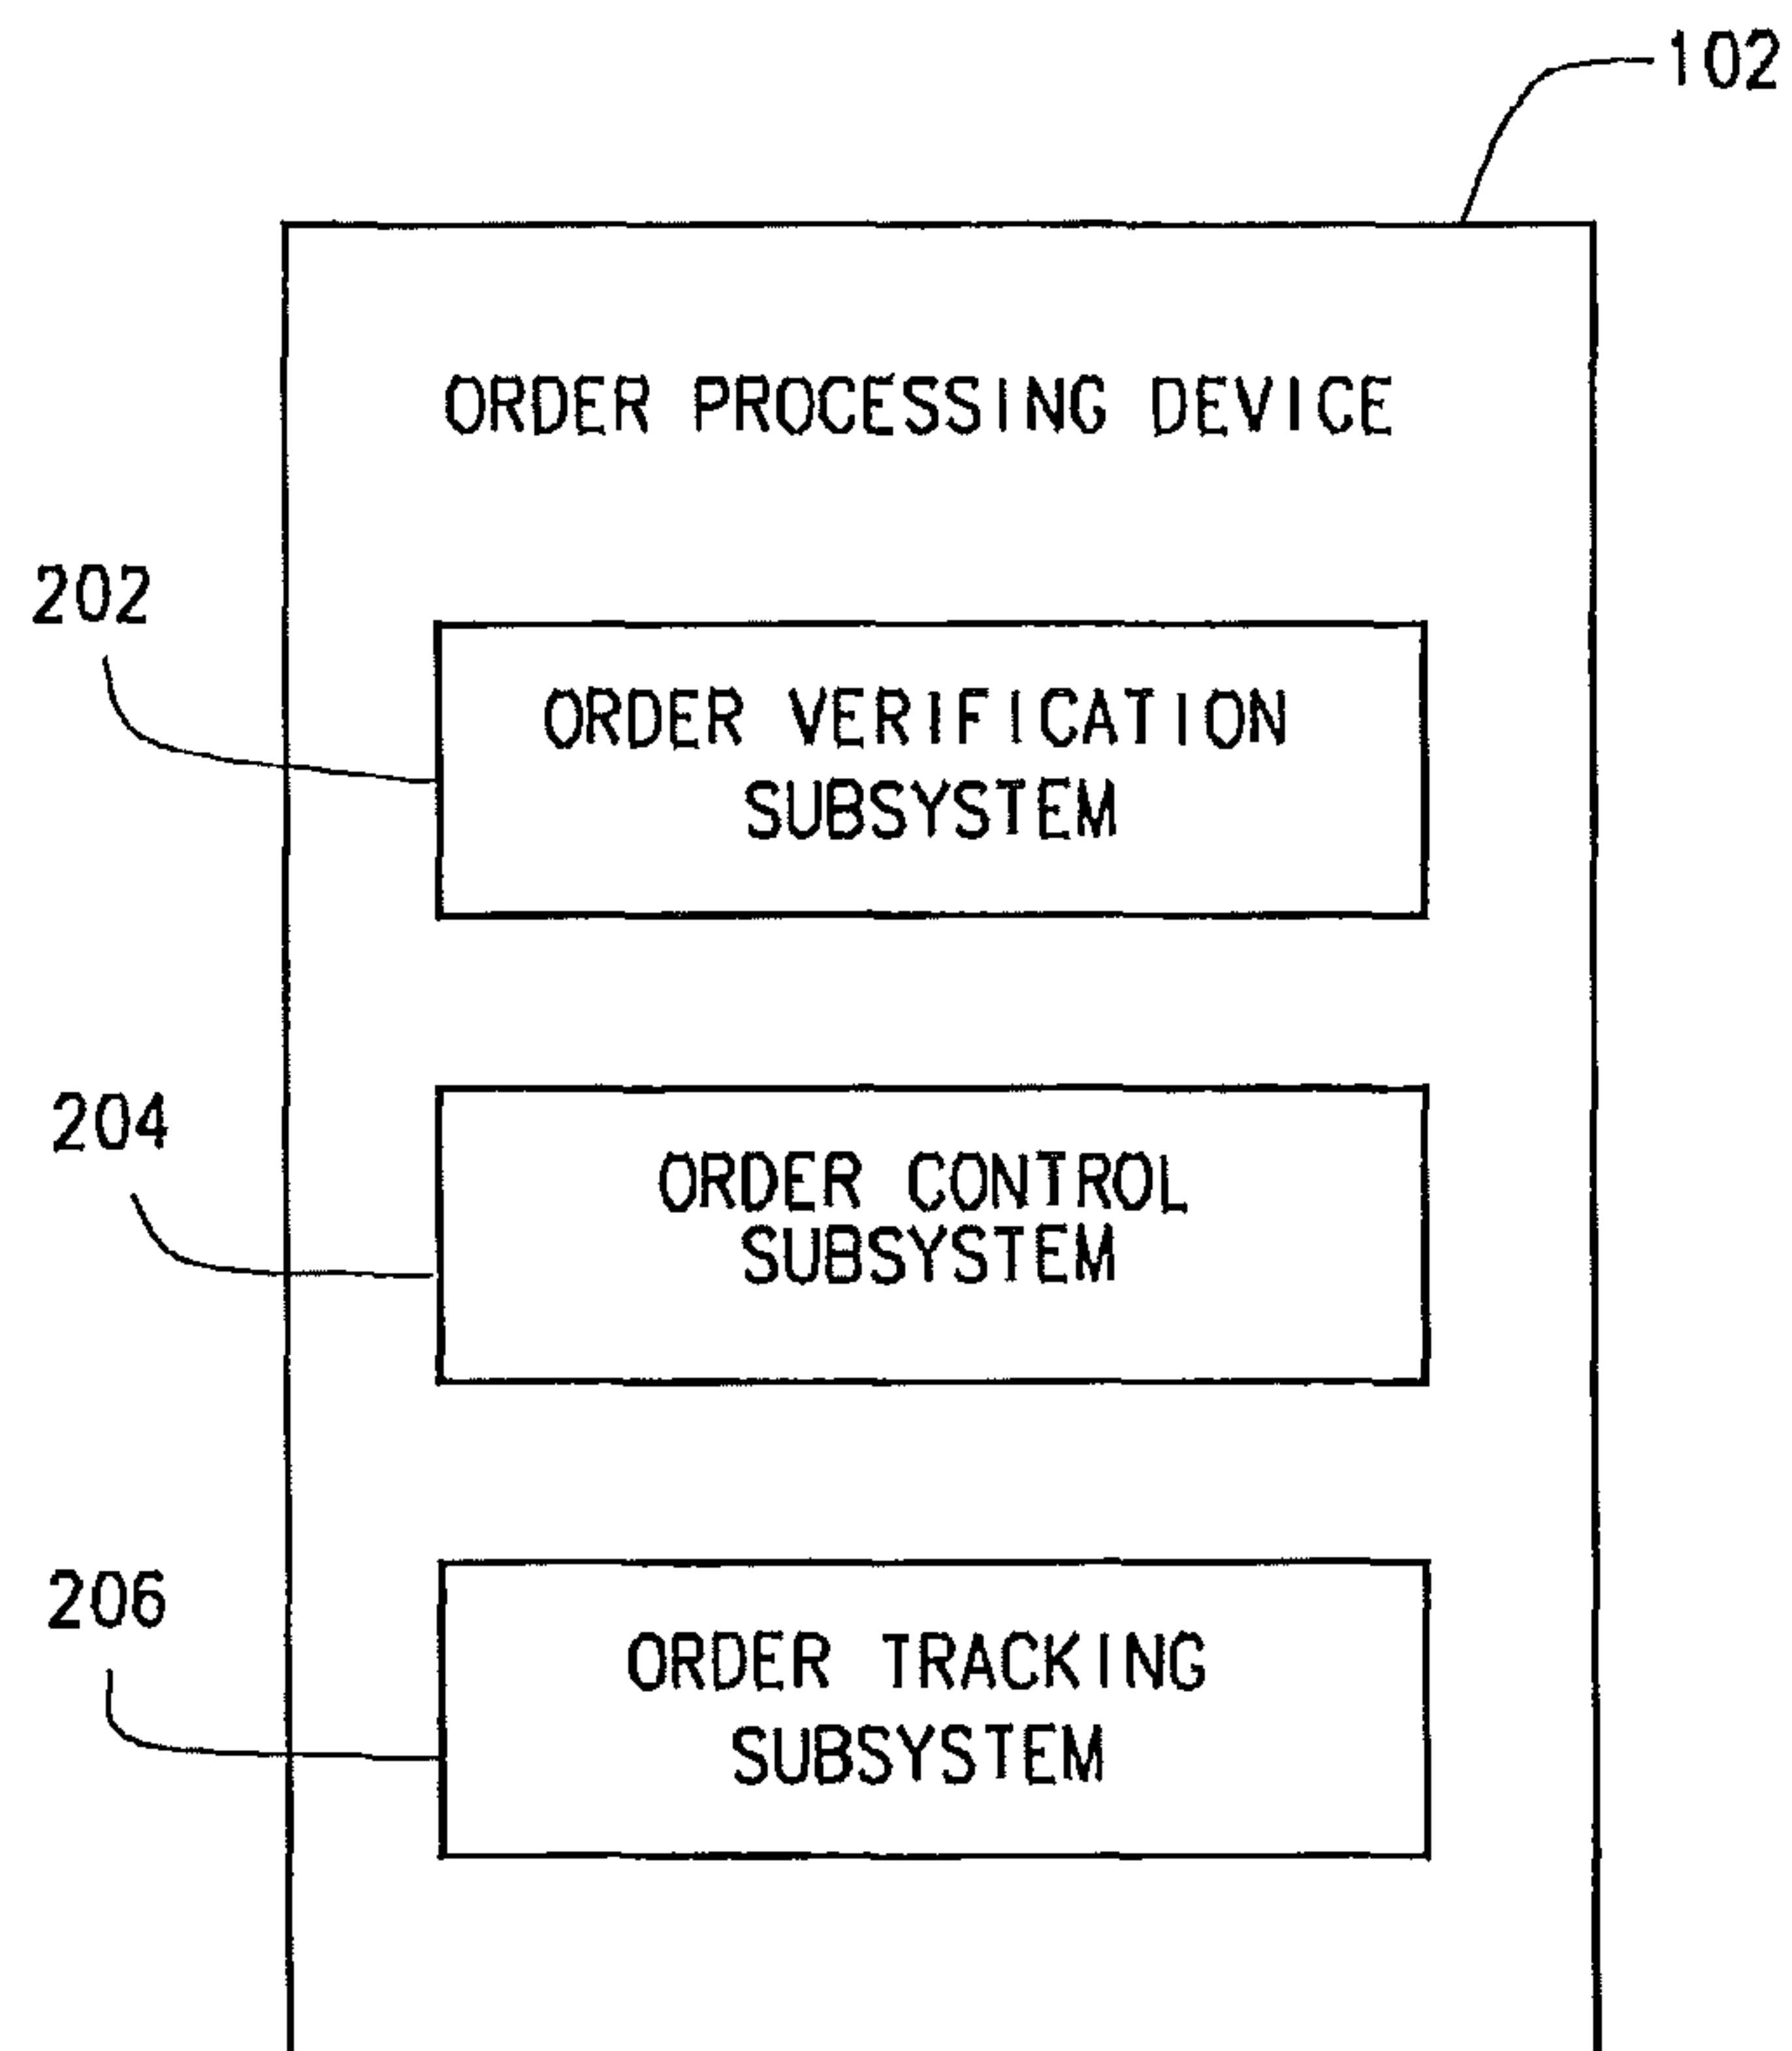 102
ORDER PROCESSING DEVICE
202
ORDER VERIFICATION
SUBSYSTEM
204
ORDER CONTROL
SUBSYSTEM
206
ORDER TRACKING
SUBSYSTEM